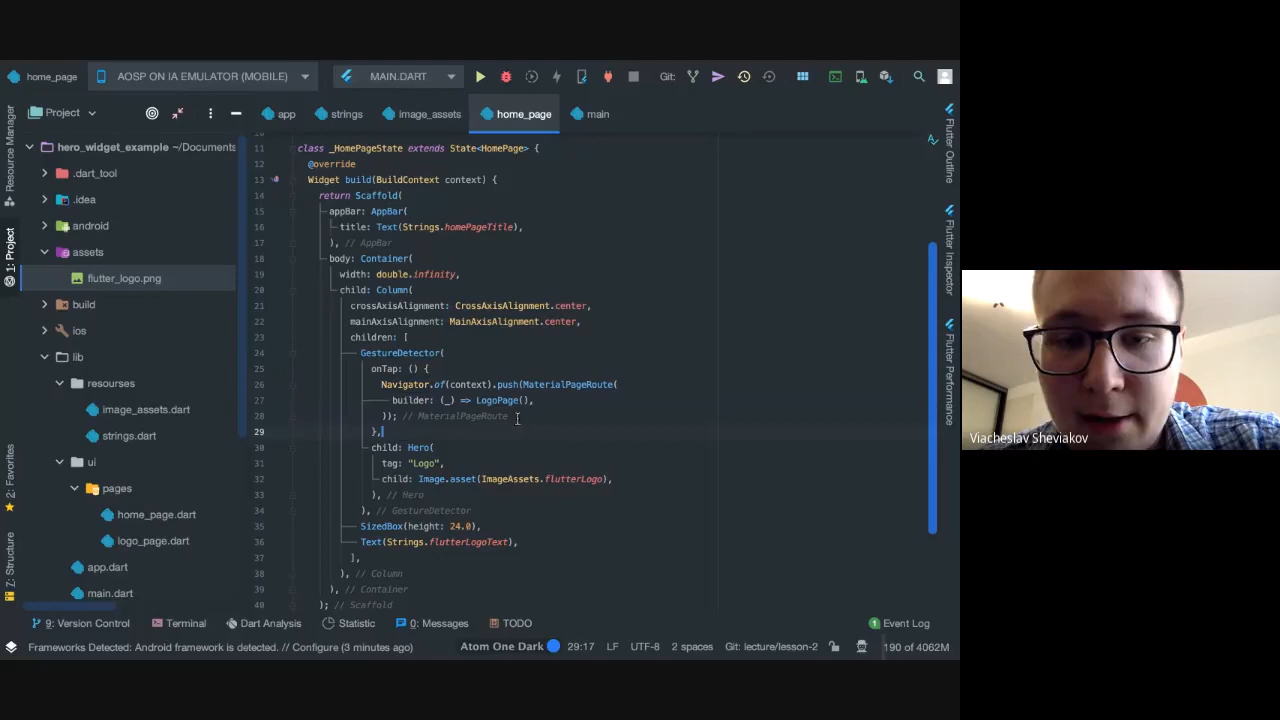 home_page
AOSP ON IA EMULATOR (MOBILE)
MAIN.DART
Git:
Project
app
strings
image_assets
home_page
main
Resource Manager
1: Project
2: Favorites
7: Structure
hero_widget_example ~/Documents
.dart_tool
.idea
android
assets
flutter_logo.png
build
ios
lib
resourses
image_assets.dart
strings.dart
ui
pages
home_page.dart
logo_page.dart
app.dart
main.dart
11 class _HomePageState extends State<HomePage> {
12 @override
13 Widget build(BuildContext context) {
14 return Scaffold(
15 appBar: AppBar(
16 title: Text(Strings.homePageTitle),
17 ), // AppBar
18 body: Container(
19 width: double.infinity,
20 child: Column(
21 crossAxisAlignment: CrossAxisAlignment.center,
22 mainAxisAlignment: MainAxisAlignment.center,
23 children: [
24 GestureDetector(
25 onTap: () {
26 Navigator.of(context).push(MaterialPageRoute(
27 builder: (_) => LogoPage(),
28 )); // MaterialPageRoute
29 },
30 child: Hero(
31 tag: "Logo",
32 child: Image.asset(ImageAssets.flutterLogo),
33 ), // Hero
34 ), // GestureDetector
35 SizedBox(height: 24.0),
36 Text(Strings.flutterLogoText),
37 ],
38 ), // Column
39 ), // Container
40 ); // Scaffold
Flutter Outline
Flutter Inspector
Flutter Performance
Viacheslav Sheviakov
9: Version Control
Terminal
Dart Analysis
Statistic
0: Messages
TODO
1 Event Log
Frameworks Detected: Android framework is detected. // Configure (3 minutes ago)
Atom One Dark
29:17
LF
UTF-8
2 spaces
Git: lecture/lesson-2
190 of 4062M